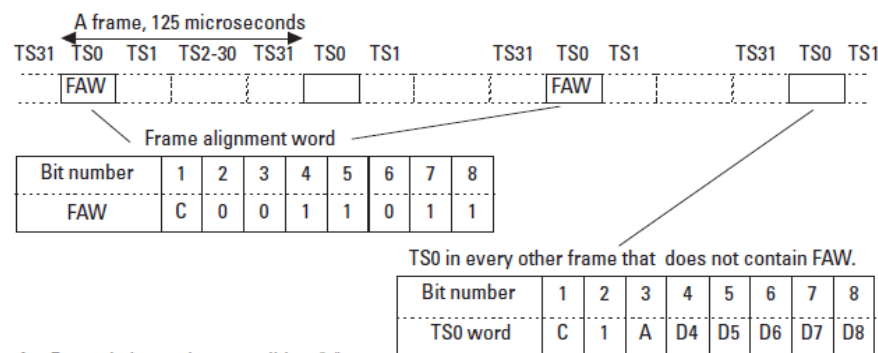 A frame, 125 microseconds
TS31 TS0 TS1 TS2-30 TS31 TS0 TS1 TS31 TS0 TS1 TS31 TS0 TS1
FAW FAW
Frame alignment word
Bit number 1 2 3 4 5 6 7 8
FAW C 0 0 1 1 0 1 1
TS0 in every other frame that does not contain FAW.
Bit number 1 2 3 4 5 6 7 8
TS0 word C 1 A D4 D5 D6 D7 D8